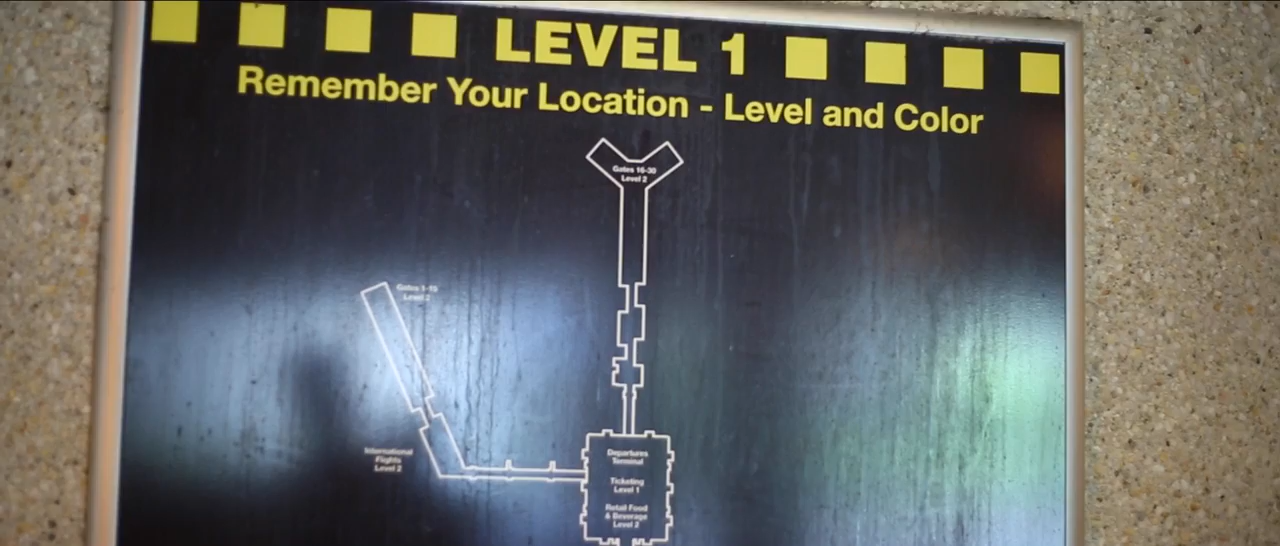 LEVEL 1
Remember Your Location - Level and Color
Gates 16-30
Level 2
Gates 1-15
Level 2
International
Flights
Level 2
Departures
Terminal
Ticketing
Level 1
Retail Food
& Beverage
Level 2